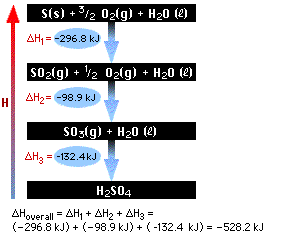 S(s) + 3/2 O₂(g) + H₂O (ℓ)
ΔH₁ = -296.8 kJ
SO₂(g) + 1/2 O₂(g) + H₂O (ℓ)
H
ΔH₂ = -98.9 kJ
SO₃(g) + H₂O (ℓ)
ΔH₃ = -132.4 kJ
H₂SO₄
ΔHoverall = ΔH₁ + ΔH₂ + ΔH₃ =
(-296.8 kJ) + (-98.9 kJ) + ( -132.4 kJ) = -528.2 kJ